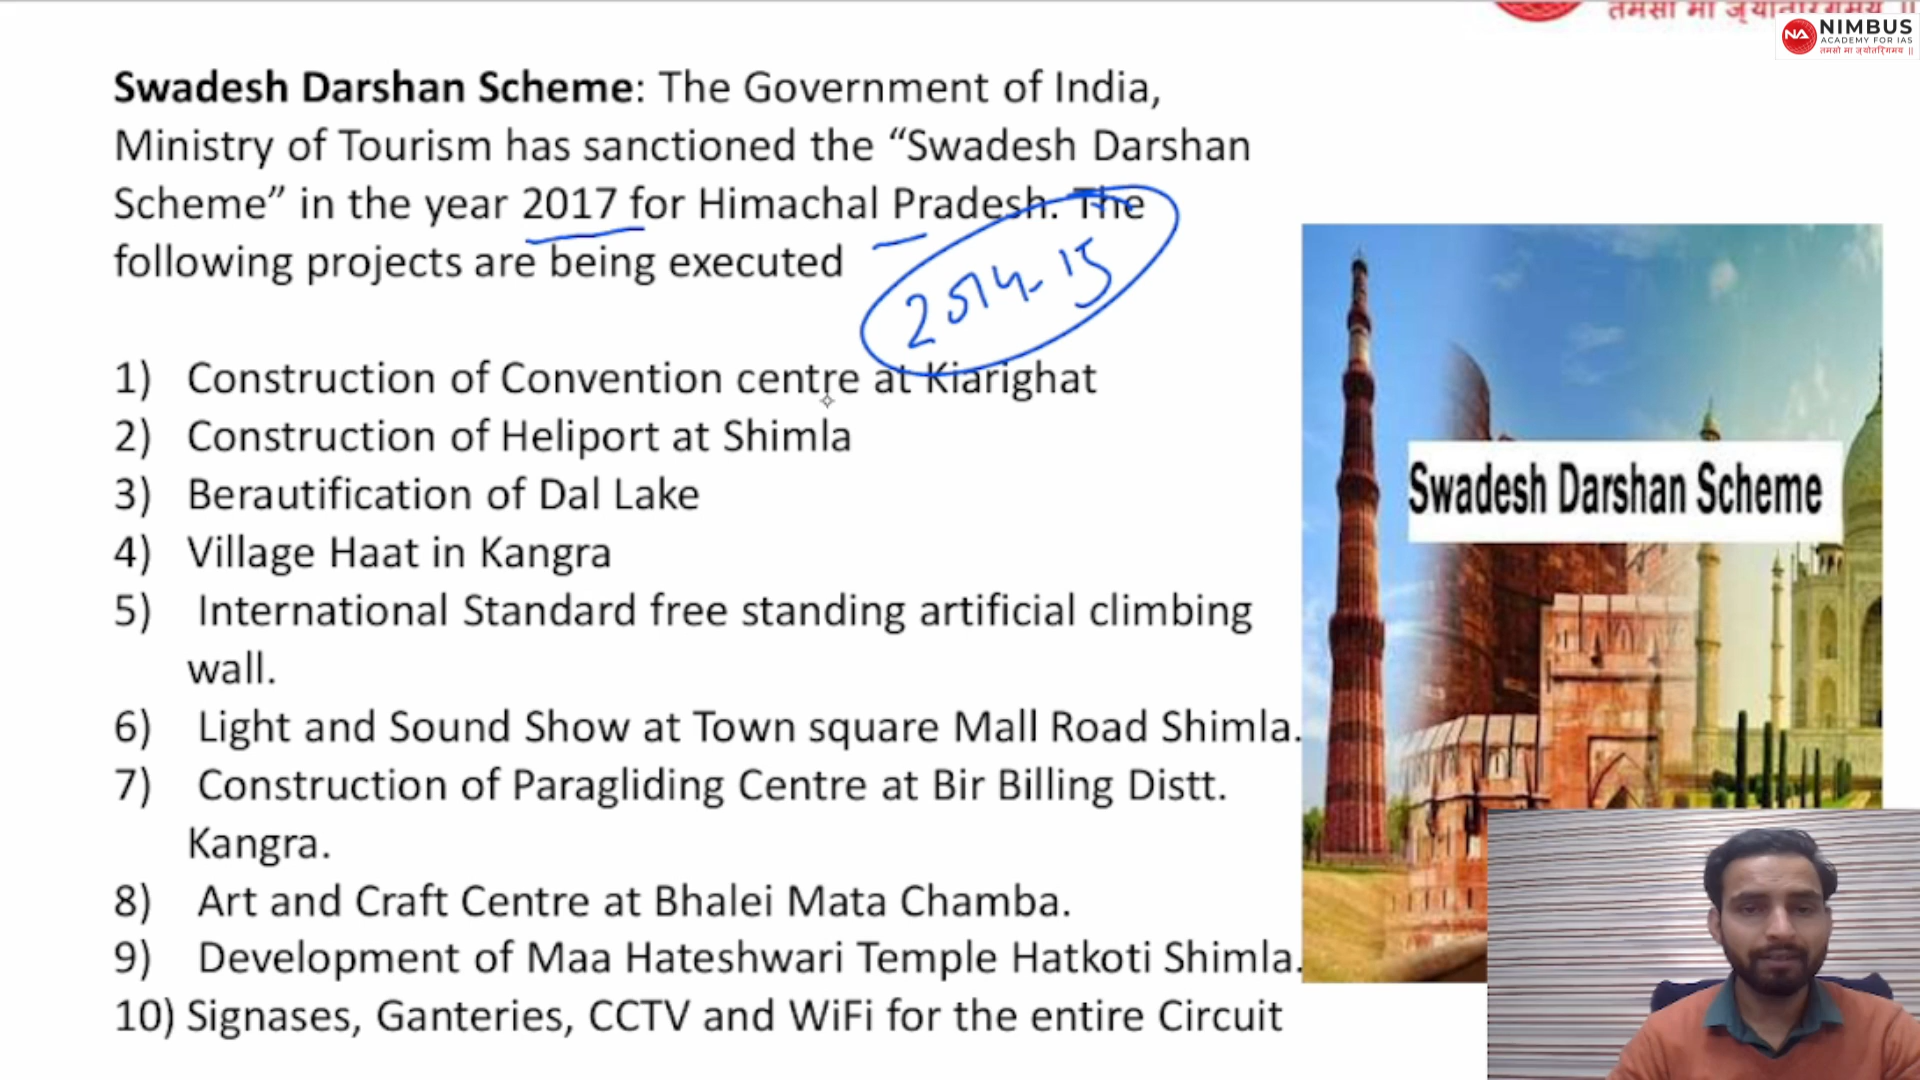 तमसो मा ज्योतिर्गमय ||
NIMBUS
ACADEMY FOR IAS
तमसो मा ज्योतिर्गमय ||
NA
Swadesh Darshan Scheme: The Government of India,
Ministry of Tourism has sanctioned the “Swadesh Darshan
Scheme” in the year 2017 for Himachal Pradesh. The
following projects are being executed
2014-15
1) Construction of Convention centre at Kiarighat
2) Construction of Heliport at Shimla
3) Berautification of Dal Lake
4) Village Haat in Kangra
5) International Standard free standing artificial climbing
wall.
6) Light and Sound Show at Town square Mall Road Shimla.
7) Construction of Paragliding Centre at Bir Billing Distt.
Kangra.
8) Art and Craft Centre at Bhalei Mata Chamba.
9) Development of Maa Hateshwari Temple Hatkoti Shimla.
10) Signases, Ganteries, CCTV and WiFi for the entire Circuit
Swadesh Darshan Scheme